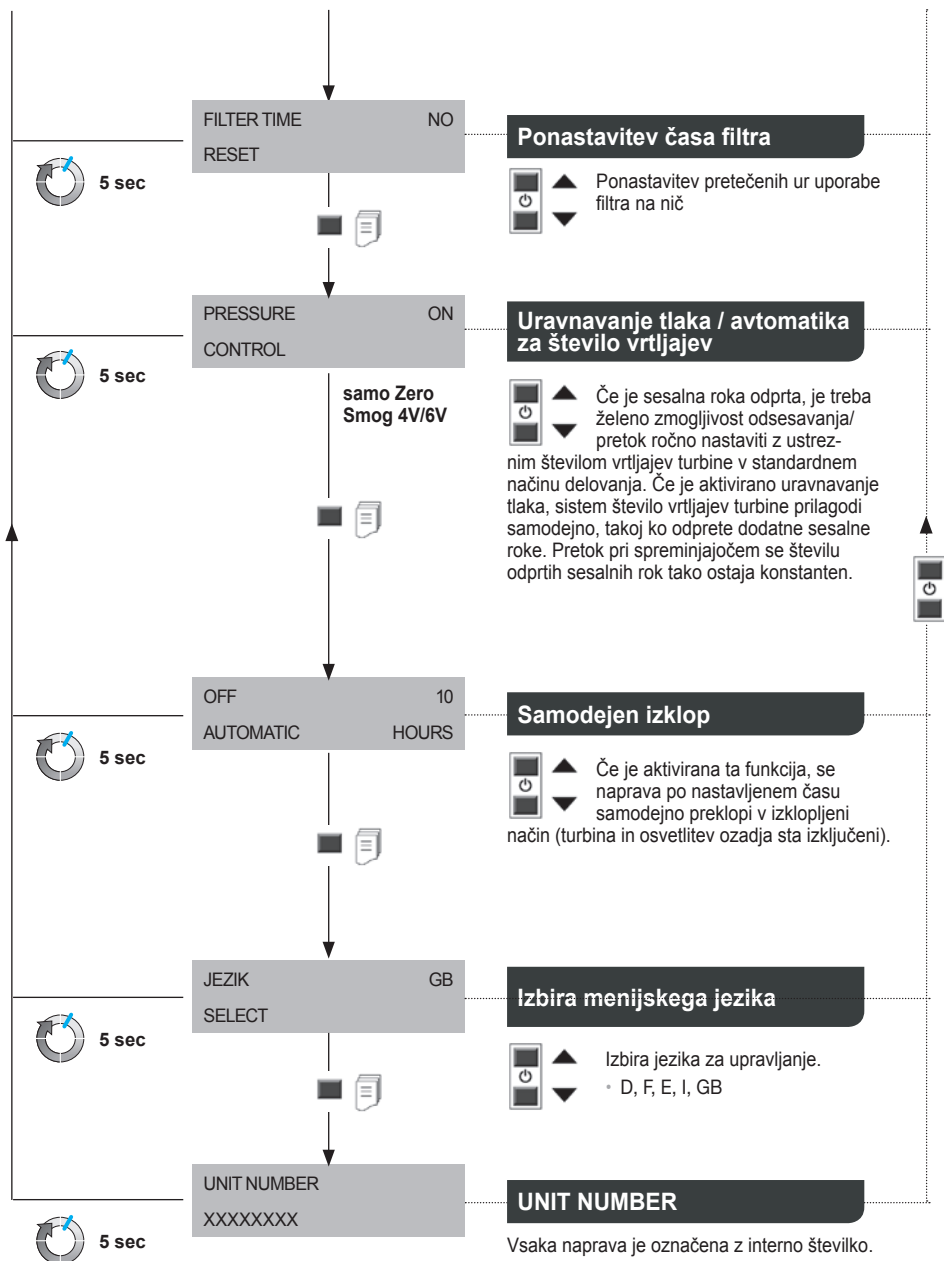 FILTER TIME NO
RESET
5 sec
Ponastavitev časa filtra
Ponastavitev pretečenih ur uporabe
filtra na nič
PRESSURE ON
CONTROL
5 sec
samo Zero
Smog 4V/6V
Uravnavanje tlaka / avtomatika
za število vrtljajev
Če je sesalna roka odprta, je treba
želeno zmogljivost odsesavanja/
pretok ročno nastaviti z ustrez-
nim številom vrtljajev turbine v standardnem
načinu delovanja. Če je aktivirano uravnavanje
tlaka, sistem število vrtljajev turbine prilagodi
samodejno, takoj ko odprete dodatne sesalne
roke. Pretok pri spreminjajočem se številu
odprtih sesalnih rok tako ostaja konstanten.
OFF 10
AUTOMATIC HOURS
5 sec
Samodejen izklop
Če je aktivirana ta funkcija, se
naprava po nastavljenem času
samodejno preklopi v izklopljeni
način (turbina in osvetlitev ozadja sta izključeni).
JEZIK GB
SELECT
5 sec
Izbira menijskega jezika
Izbira jezika za upravljanje.
• D, F, E, I, GB
UNIT NUMBER
XXXXXXXX
5 sec
UNIT NUMBER
Vsaka naprava je označena z interno številko.